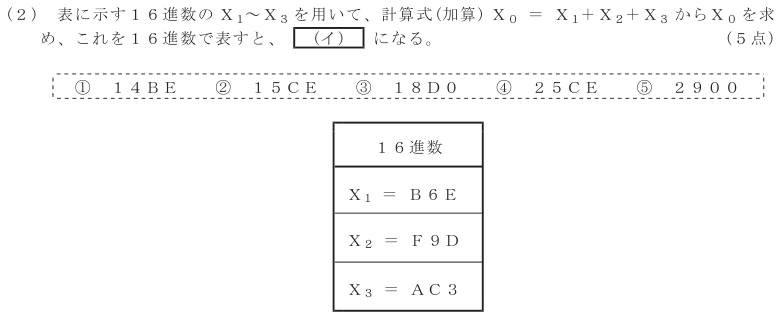 （２） 表に示す１６進数のＸ₁～Ｘ₃を用いて、計算式(加算) Ｘ₀ ＝ Ｘ₁＋Ｘ₂＋Ｘ₃からＸ₀を求
め、これを１６進数で表すと、 （イ） になる。 （５点）
① １４ＢＥ ② １５ＣＥ ③ １８Ｄ０ ④ ２５ＣＥ ⑤ ２９００
１６進数
Ｘ₁ ＝ Ｂ６Ｅ
Ｘ₂ ＝ Ｆ９Ｄ
Ｘ₃ ＝ ＡＣ３